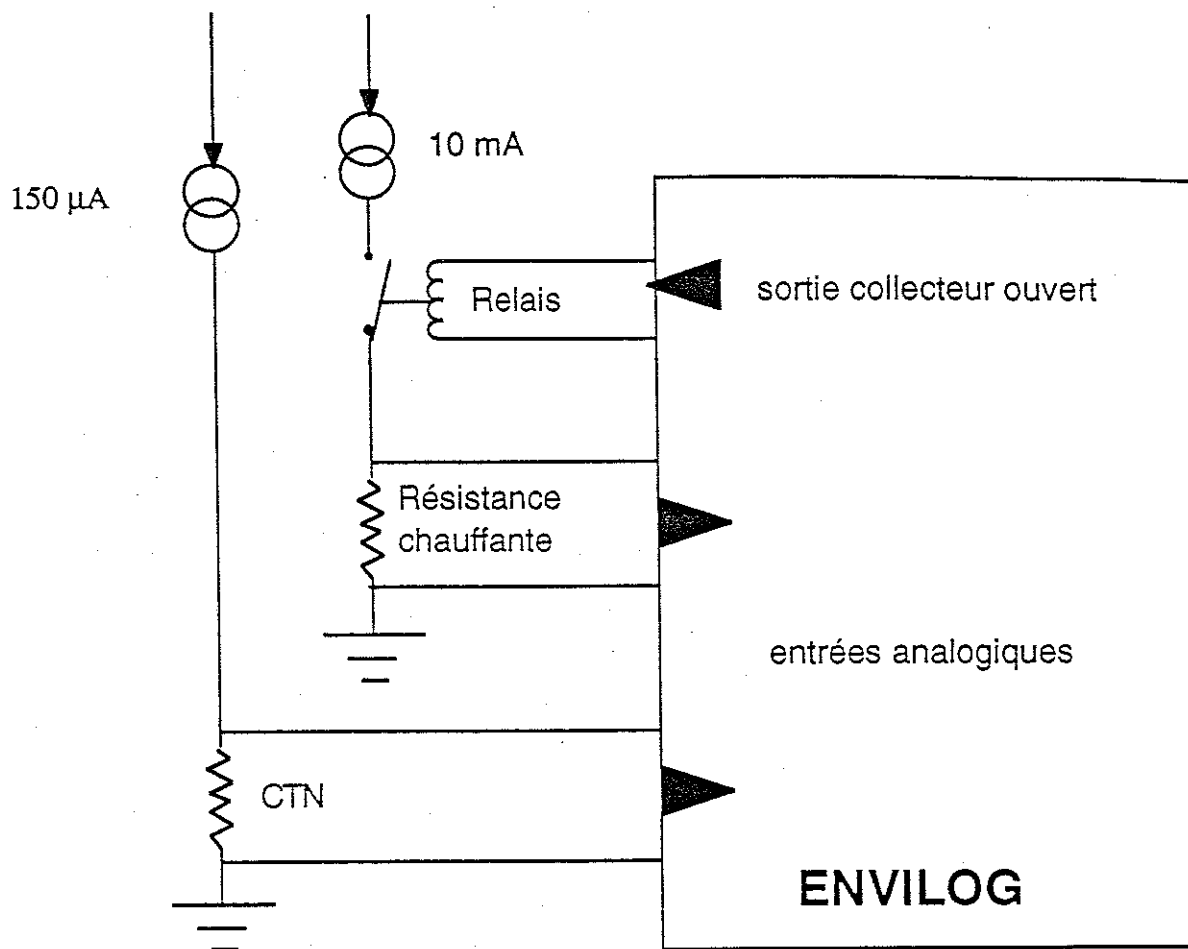 10 mA
150 µA
Relais
sortie collecteur ouvert
Résistance
chauffante
entrées analogiques
CTN
ENVILOG